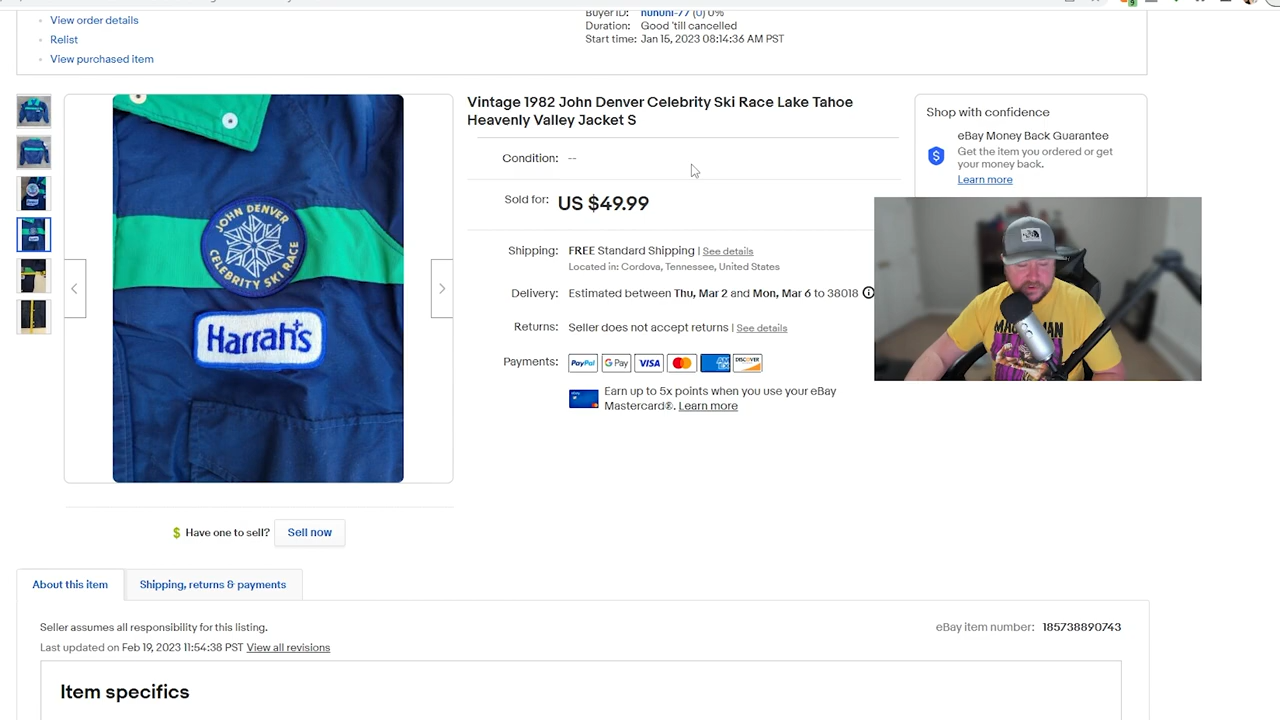 View order details
Relist
View purchased item
Buyer ID: nununi-77 (0) 0%
Duration: Good 'till cancelled
Start time: Jan 15, 2023 08:14:36 AM PST
JOHN DENVER
CELEBRITY SKI RACE
Harrah's
Vintage 1982 John Denver Celebrity Ski Race Lake Tahoe
Heavenly Valley Jacket S
Condition: --
Sold for: US $49.99
Shipping: FREE Standard Shipping | See details
Located in: Cordova, Tennessee, United States
Delivery: Estimated between Thu, Mar 2 and Mon, Mar 6 to 38018
Returns: Seller does not accept returns | See details
Payments: PayPal G Pay VISA DISCOVER
Earn up to 5x points when you use your eBay
Mastercard®. Learn more
Shop with confidence
eBay Money Back Guarantee
Get the item you ordered or get
your money back.
Learn more
$ Have one to sell? Sell now
About this item
Shipping, returns & payments
Seller assumes all responsibility for this listing.
Last updated on Feb 19, 2023 11:54:38 PST View all revisions
eBay item number: 185738890743
Item specifics